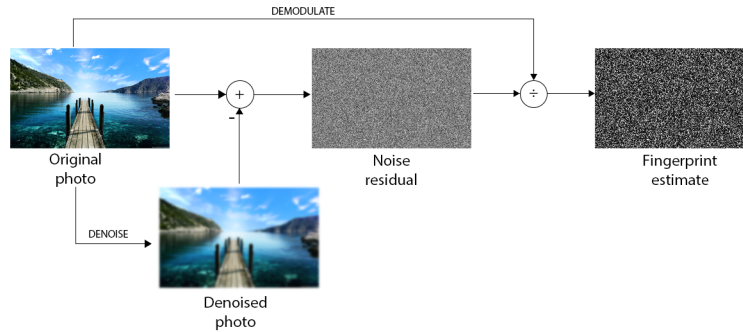 DEMODULATE
+
÷
-
Original
photo
Noise
residual
Fingerprint
estimate
DENOISE
Denoised
photo